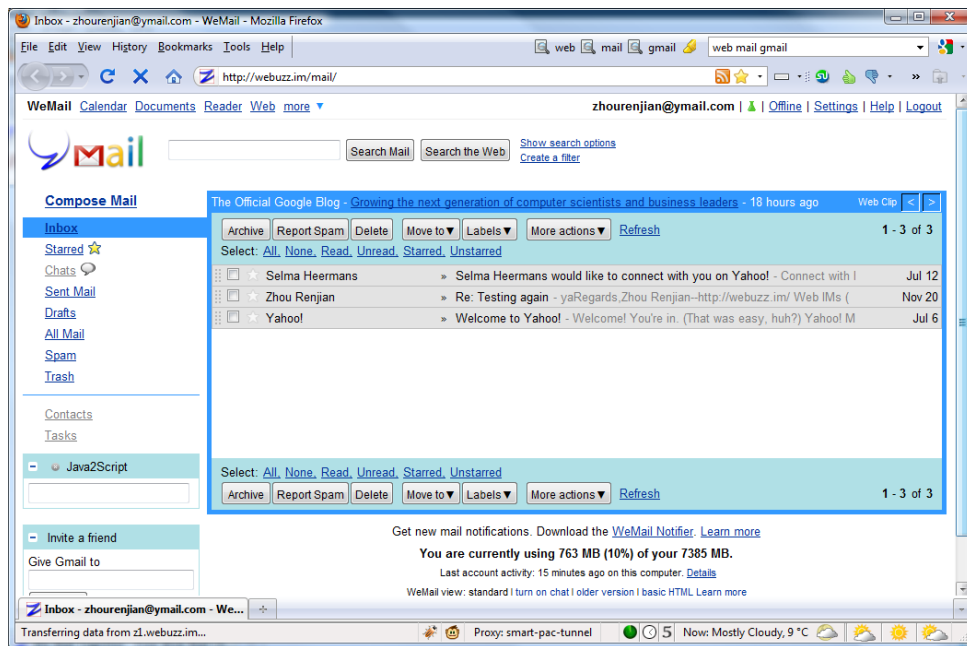 Inbox - zhourenjian@ymail.com - WeMail - Mozilla Firefox
File Edit View History Bookmarks Tools Help web mail gmail web mail gmail
http://webuzz.im/mail/
WeMail Calendar Documents Reader Web more ▼ zhourenjian@ymail.com | Offline | Settings | Help | Logout
Mail Search Mail Search the Web Show search options
Create a filter
Compose Mail
The Official Google Blog - Growing the next generation of computer scientists and business leaders - 18 hours ago Web Clip < >
Inbox
Archive Report Spam Delete Move to▼ Labels▼ More actions▼ Refresh 1 - 3 of 3
Starred
Select: All, None, Read, Unread, Starred, Unstarred
Chats
Selma Heermans » Selma Heermans would like to connect with you on Yahoo! - Connect with I Jul 12
Sent Mail
Zhou Renjian » Re: Testing again - yaRegards,Zhou Renjian--http://webuzz.im/ Web IMs ( Nov 20
Drafts
Yahoo! » Welcome to Yahoo! - Welcome! You're in. (That was easy, huh?) Yahoo! M Jul 6
All Mail
Spam
Trash
Contacts
Tasks
Java2Script
Select: All, None, Read, Unread, Starred, Unstarred
Archive Report Spam Delete Move to▼ Labels▼ More actions▼ Refresh 1 - 3 of 3
Invite a friend
Give Gmail to
Get new mail notifications. Download the WeMail Notifier. Learn more
You are currently using 763 MB (10%) of your 7385 MB.
Last account activity: 15 minutes ago on this computer. Details
WeMail view: standard | turn on chat | older version | basic HTML Learn more
Inbox - zhourenjian@ymail.com - We...
Transferring data from z1.webuzz.im... Proxy: smart-pac-tunnel 5 Now: Mostly Cloudy, 9 °C